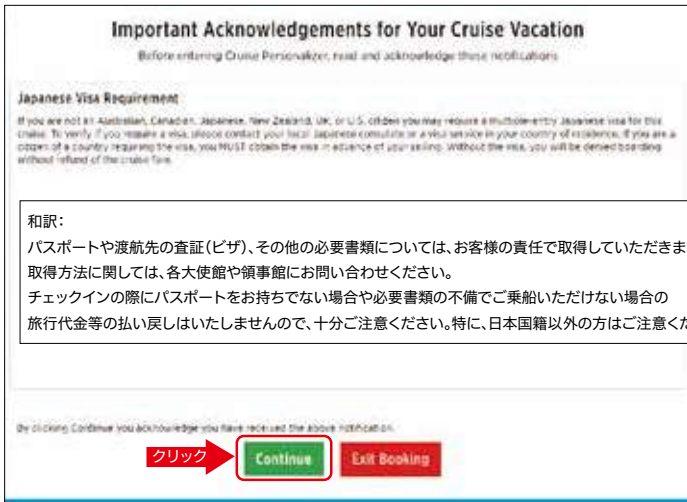 Important Acknowledgements for Your Cruise Vacation
Before entering Cruise Personalizer, read and acknowledge these notifications
Japanese Visa Requirement
If you are not an Australian, Canadian, Japanese, New Zealand, UK, or U.S. citizen you may require a multiple-entry Japanese visa for this
cruise. To verify if you require a visa, please contact your local Japanese consulate or a visa service in your country of residence. If you are a
citizen of a country requiring the visa, you MUST obtain the visa in advance of your sailing. Without the visa, you will be denied boarding
without refund of the cruise fare.
和訳：
パスポートや渡航先の査証（ビザ）、その他の必要書類については、お客様の責任で取得していただきま
取得方法に関しては、各大使館や領事館にお問い合わせください。
チェックインの際にパスポートをお持ちでない場合や必要書類の不備でご乗船いただけない場合の
旅行代金等の払い戻しはいたしませんので、十分ご注意ください。特に、日本国籍以外の方はご注意くだ
By clicking Continue you acknowledge you have received the above notification.
クリック
Continue
Exit Booking